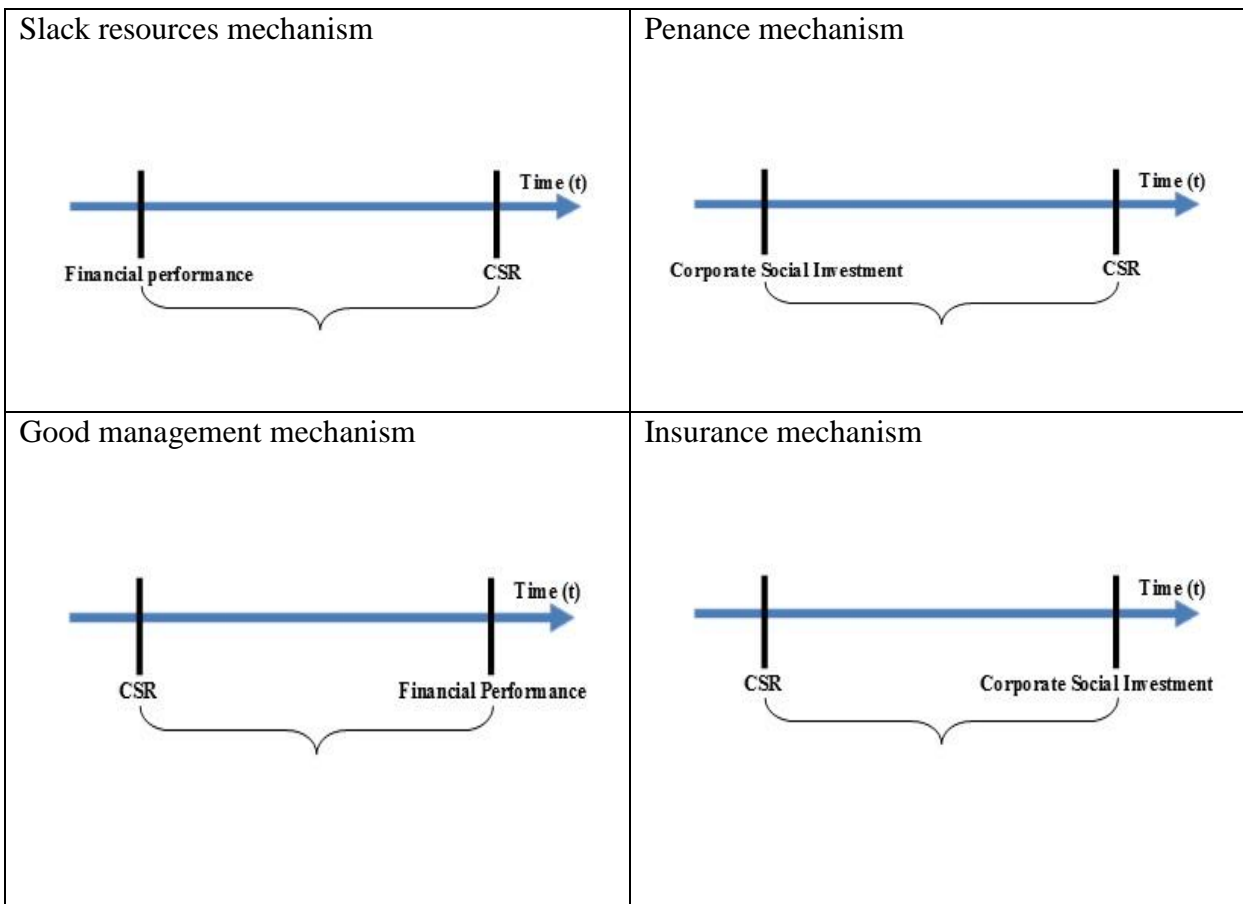 Slack resources mechanism
Time (t)
Financial performance
CSR
Penance mechanism
Time (t)
Corporate Social Investment
CSR
Good management mechanism
Time (t)
CSR
Financial Performance
Insurance mechanism
Time (t)
CSR
Corporate Social Investment